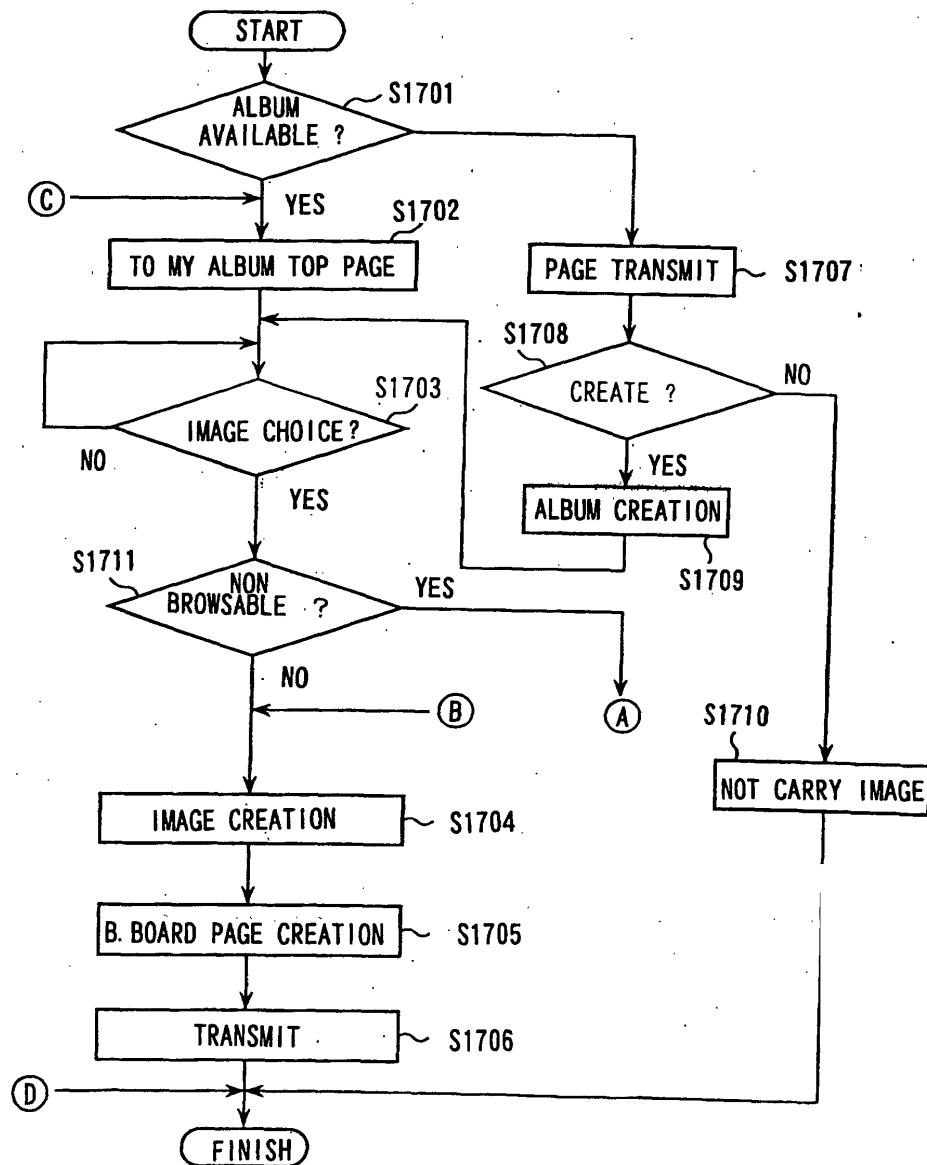 START
S1701
ALBUM
AVAILABLE ?
C
YES
S1702
TO MY ALBUM TOP PAGE
PAGE TRANSMIT
S1707
S1708
CREATE ?
NO
S1703
IMAGE CHOICE?
NO
YES
YES
ALBUM CREATION
S1709
S1711
NON
BROWSABLE ?
YES
NO
B
A
S1710
NOT CARRY IMAGE
IMAGE CREATION
S1704
B. BOARD PAGE CREATION
S1705
TRANSMIT
S1706
D
FINISH